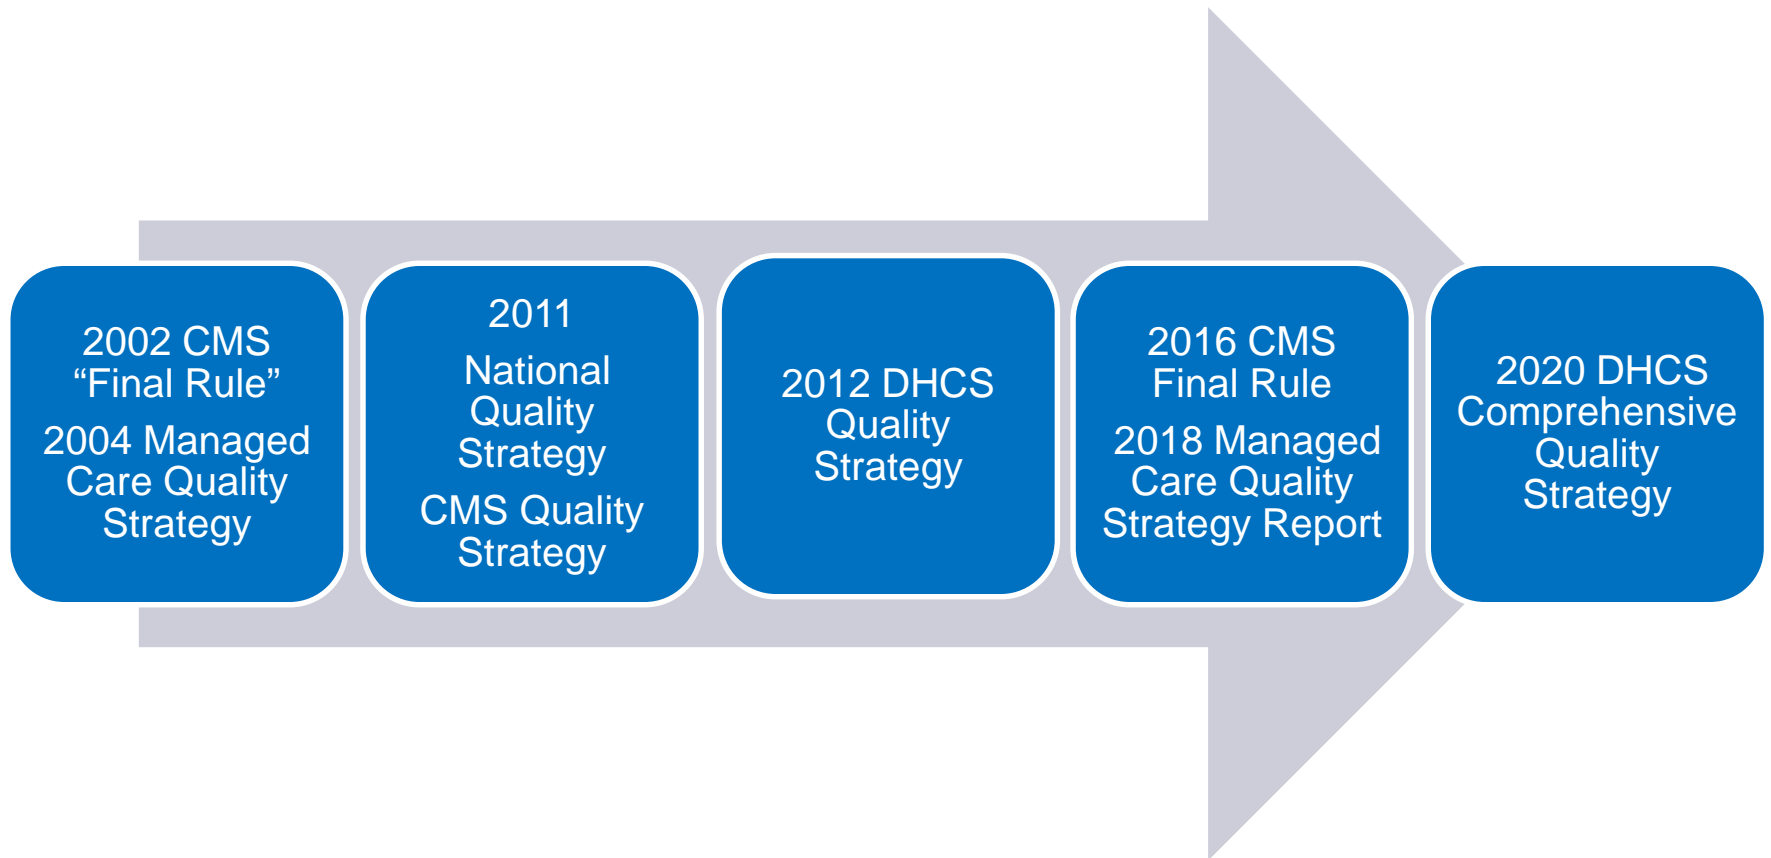 2002 CMS
“Final Rule”
2004 Managed
Care Quality
Strategy
2011
National
Quality
Strategy
CMS Quality
Strategy
2012 DHCS
Quality
Strategy
2016 CMS
Final Rule
2018 Managed
Care Quality
Strategy Report
2020 DHCS
Comprehensive
Quality
Strategy